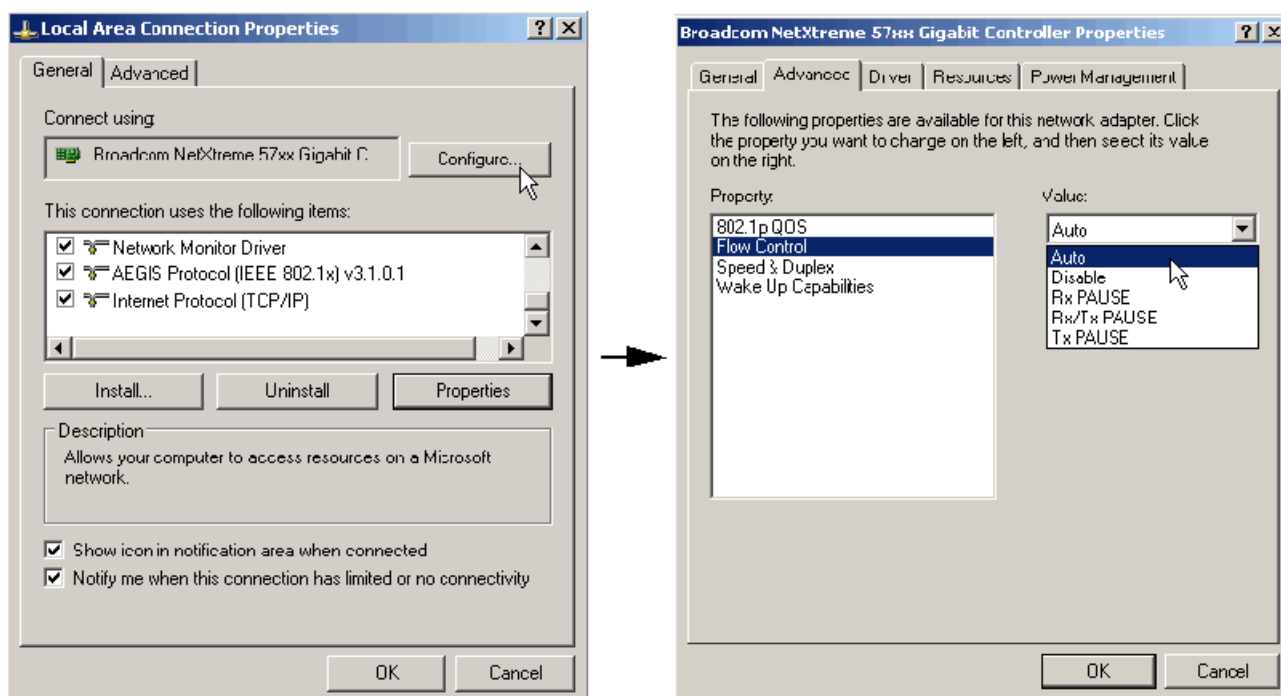 Local Area Connection Properties
General
Advanced
Connect using:
Broadcom NetXtreme 57xx Gigabit C
Configure...
This connection uses the following items:
Network Monitor Driver
AEGIS Protocol (IEEE 802.1x) v3.1.0.1
Internet Protocol (TCP/IP)
Install...
Uninstall
Properties
Description
Allows your computer to access resources on a Microsoft
network.
Show icon in notification area when connected
Notify me when this connection has limited or no connectivity
OK
Cancel
Broadcom NetXtreme 57xx Gigabit Controller Properties
General
Advanced
Driver
Resources
Power Management
The following properties are available for this network adapter. Click
the property you want to change on the left, and then select its value
on the right.
Property:
802.1p QOS
Flow Control
Speed & Duplex
Wake Up Capabilities
Value:
Auto
Auto
Disable
Rx PAUSE
Rx/Tx PAUSE
Tx PAUSE
OK
Cancel